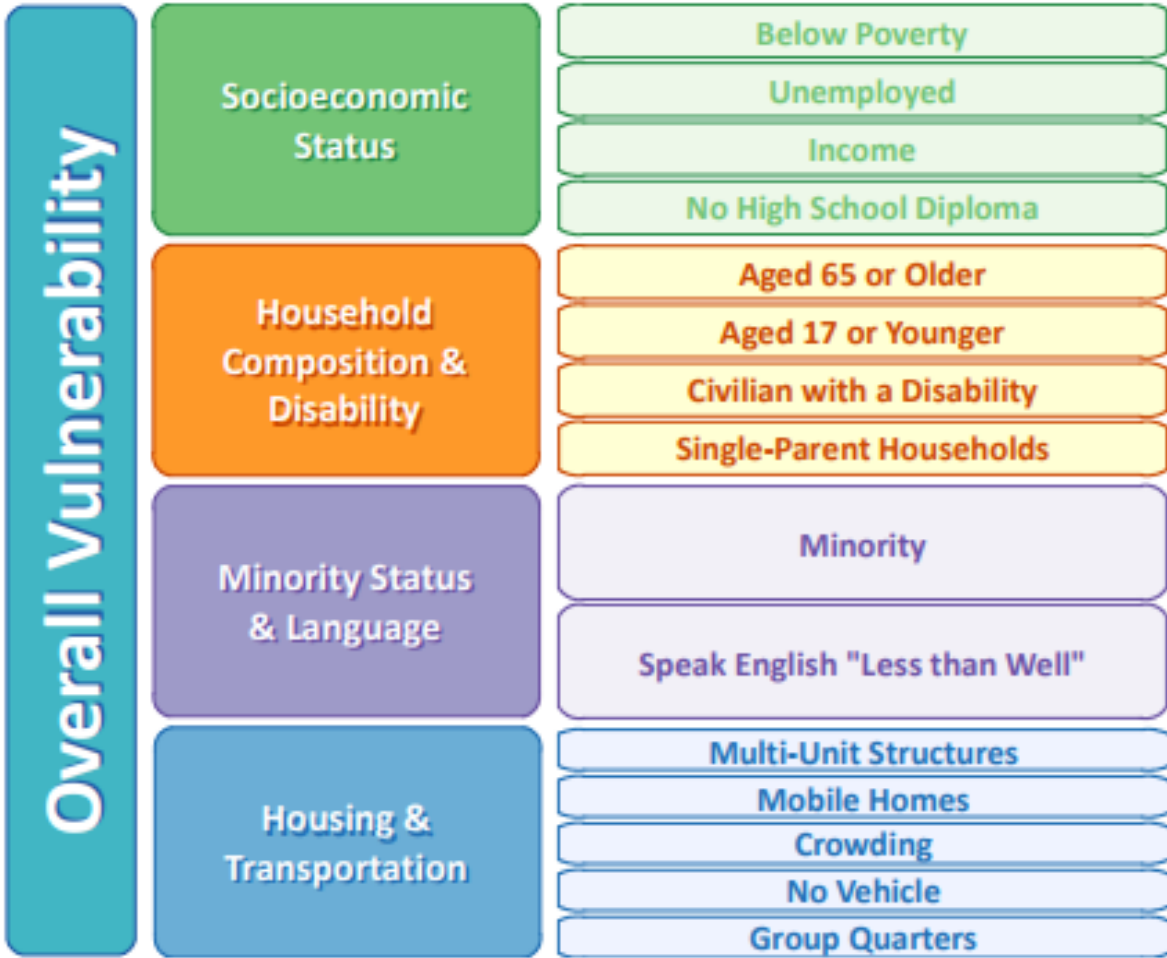 Overall Vulnerability
Socioeconomic
Status
Below Poverty
Unemployed
Income
No High School Diploma
Household
Composition &
Disability
Aged 65 or Older
Aged 17 or Younger
Civilian with a Disability
Single-Parent Households
Minority Status
& Language
Minority
Speak English "Less than Well"
Housing &
Transportation
Multi-Unit Structures
Mobile Homes
Crowding
No Vehicle
Group Quarters